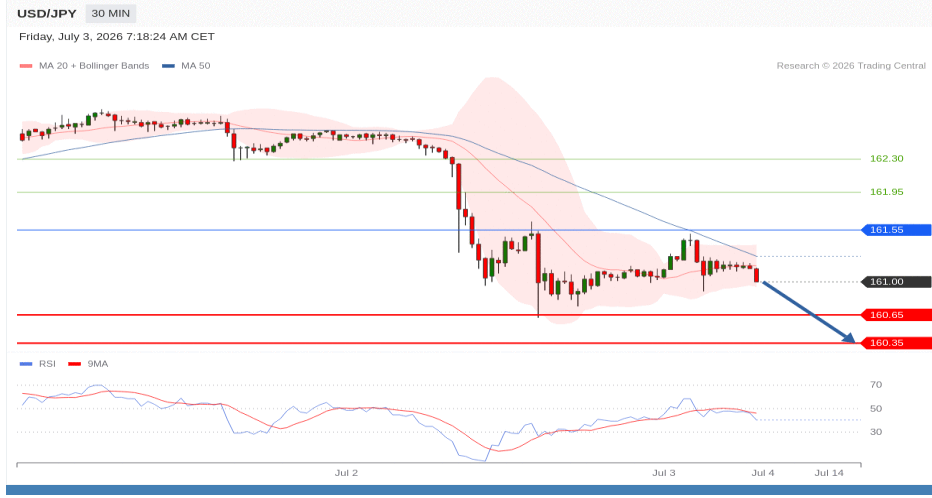 USD/JPY 30 MIN
Friday, July 3, 2026 7:18:24 AM CET
MA 20 + Bollinger Bands MA 50 Research © 2026 Trading Central
162.30
161.95
161.55
161.00
160.65
160.35
RSI 9MA
70
50
30
Jul 2 Jul 3 Jul 4 Jul 14